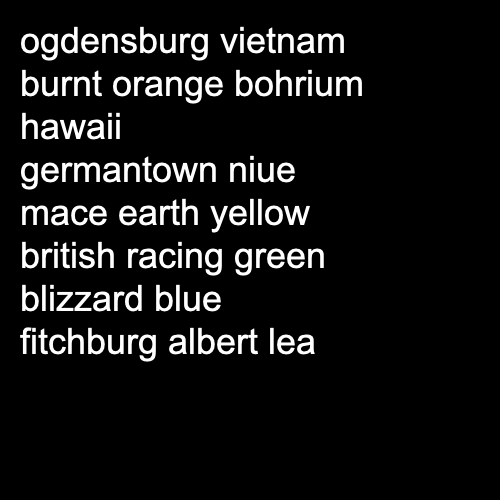 ogdensburg vietnam
burnt orange bohrium
hawaii
germantown niue
mace earth yellow
british racing green
blizzard blue
fitchburg albert lea